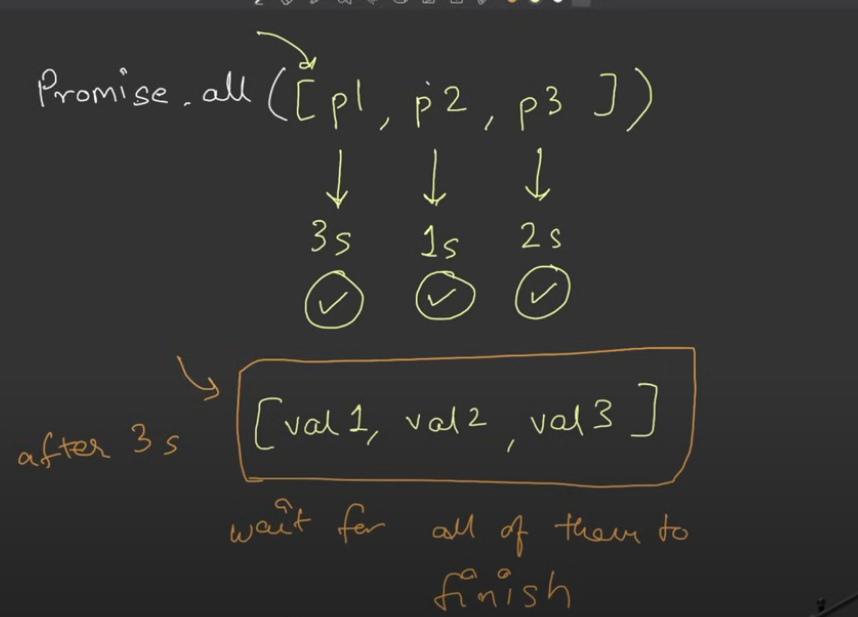 Promise.all([p1, p2, p3])
3s 1s 2s
[val1, val2, val3]
after 3s
wait for all of them to
finish